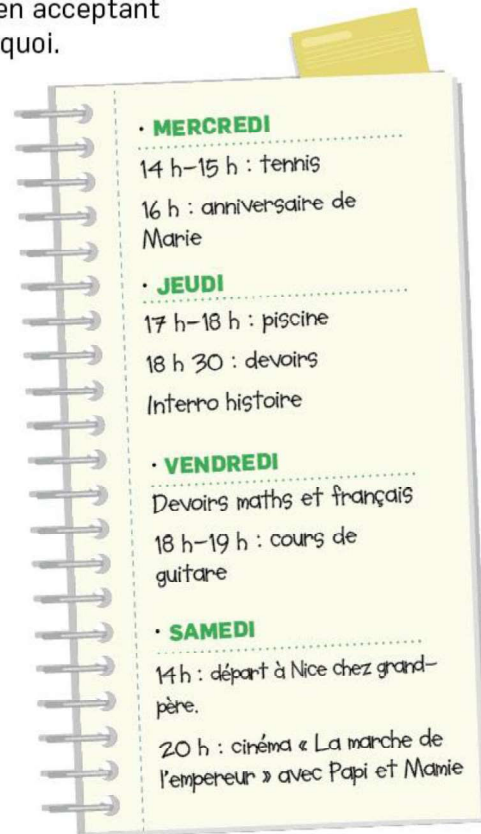 en acceptant
quoi.
· MERCREDI
14 h–15 h : tennis
16 h : anniversaire de
Marie
· JEUDI
17 h–18 h : piscine
18 h 30 : devoirs
Interro histoire
· VENDREDI
Devoirs maths et français
18 h–19 h : cours de
guitare
· SAMEDI
14h : départ à Nice chez grand-
père.
20 h : cinéma « La marche de
l'empereur » avec Papi et Mamie